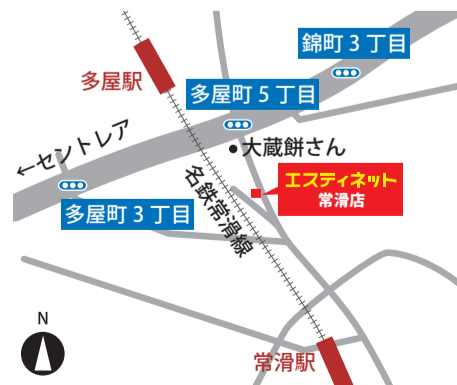 錦町3丁目
多屋駅
多屋町5丁目
←セントレア
大蔵餅さん
エスティネット
常滑店
多屋町3丁目
名鉄常滑線
N
常滑駅